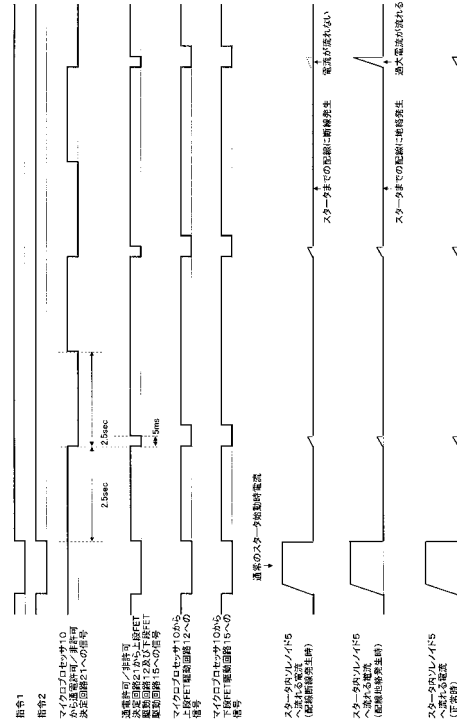 指令1
指令2
マイクロプロセッサ10
から通電許可／非許可
決定回路21への信号
2.5sec
2.5sec
通電許可／非許可
決定回路21から上段FET
駆動回路12及び下段FET
駆動回路15への信号
5ms
マイクロプロセッサ10から
上段FET駆動回路12への
信号
マイクロプロセッサ10から
下段FET駆動回路15への
信号
通常のスタータ始動時電流
スタータ内ソレノイド5
へ流れる電流
(配線断線発生時)
スタータまでの配線に断線発生
電流が流れない
スタータ内ソレノイド5
へ流れる電流
(配線地絡発生時)
スタータまでの配線に地絡発生
過大電流が流れる
スタータ内ソレノイド5
へ流れる電流
(正常時)